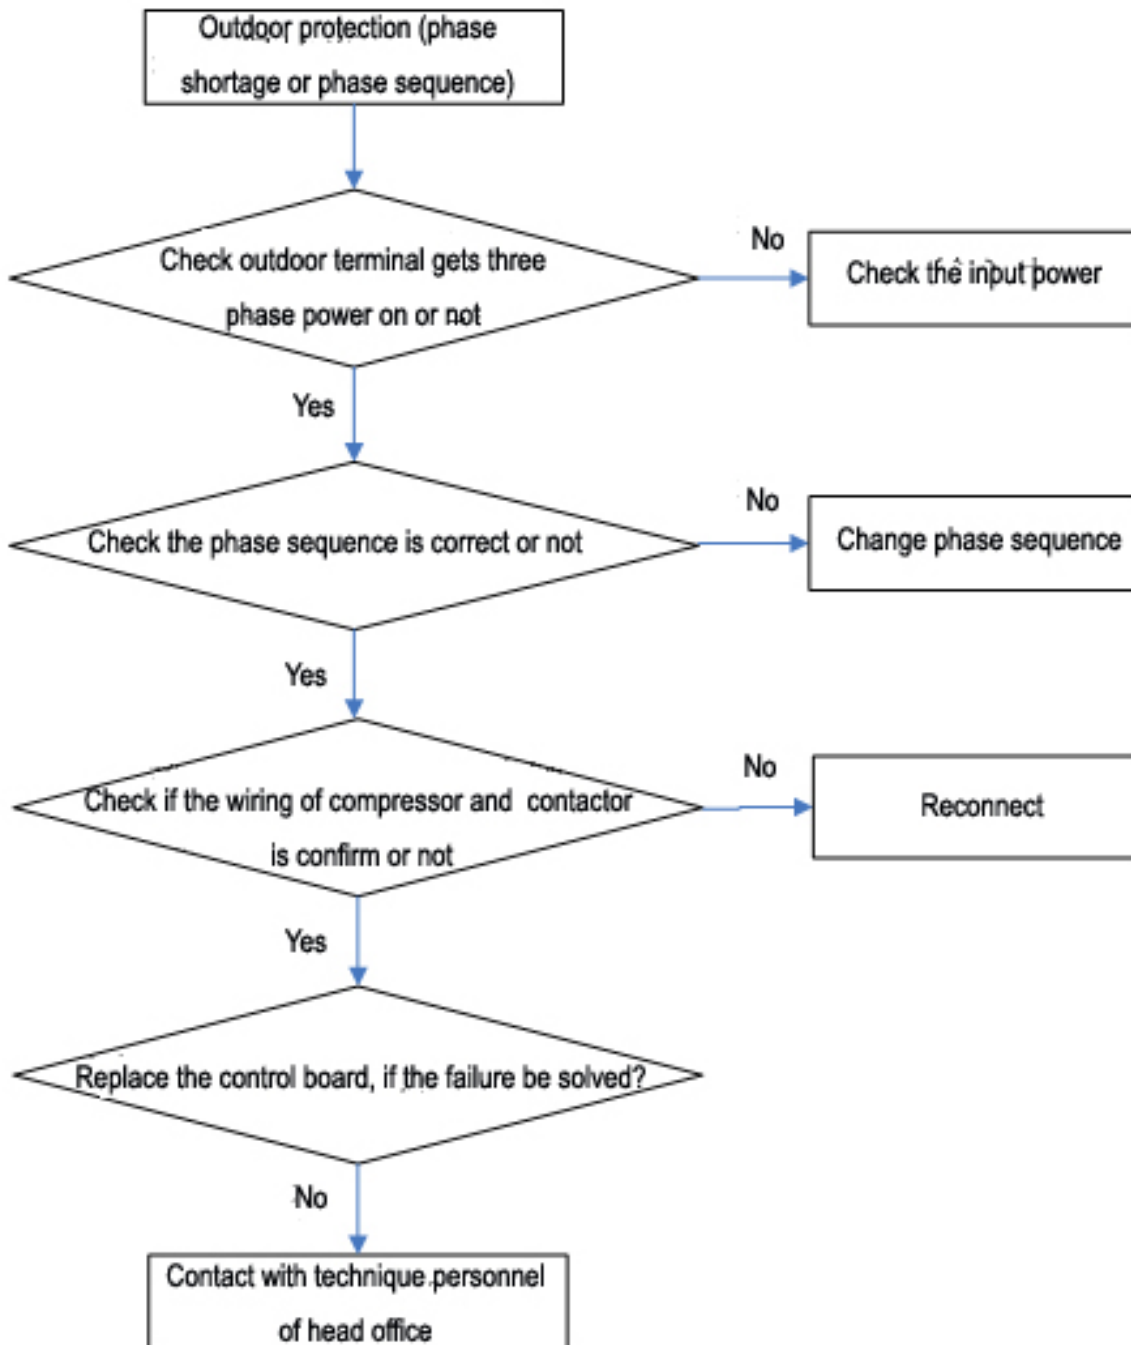 Outdoor protection (phase
shortage or phase sequence)
Check outdoor terminal gets three
phase power on or not
No
Check the input power
Yes
Check the phase sequence is correct or not
No
Change phase sequence
Yes
Check if the wiring of compressor and contactor
is confirm or not
No
Reconnect
Yes
Replace the control board, if the failure be solved?
No
Contact with technique personnel
of head office